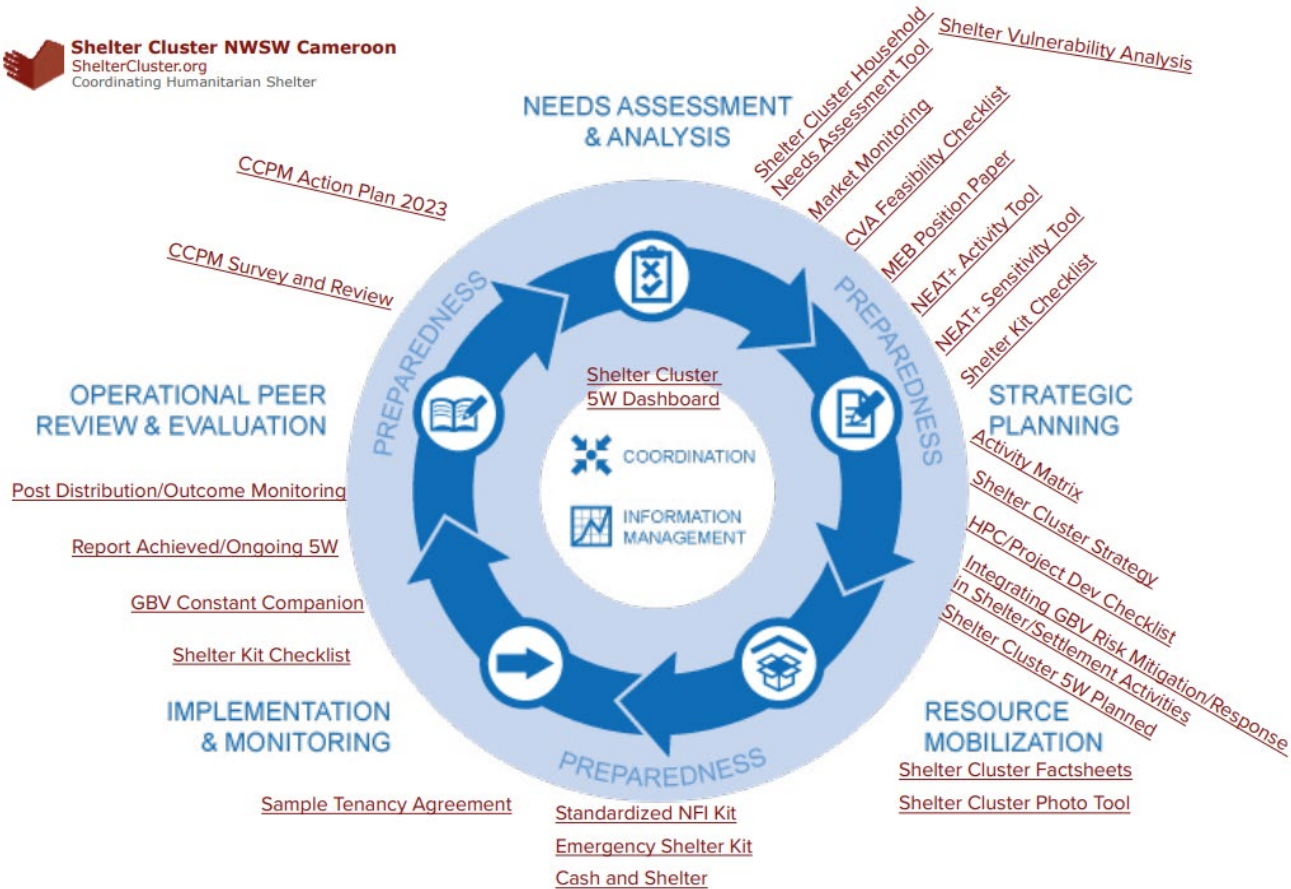 Shelter Cluster NWSW Cameroon
ShelterCluster.org
Coordinating Humanitarian Shelter
NEEDS ASSESSMENT
& ANALYSIS
Shelter Cluster Household
Needs Assessment Tool
Shelter Vulnerability Analysis
Market Monitoring
CVA Feasibility Checklist
MEB Position Paper
NEAT+ Activity Tool
NEAT+ Sensitivity Tool
Shelter Kit Checklist
STRATEGIC
PLANNING
Activity Matrix
Shelter Cluster Strategy
HPC/Project Dev Checklist
Integrating GBV Risk Mitigation/Response
in Shelter/Settlement Activities
Shelter Cluster 5W Planned
RESOURCE
MOBILIZATION
Shelter Cluster Factsheets
Shelter Cluster Photo Tool
Standardized NFI Kit
Emergency Shelter Kit
Cash and Shelter
Sample Tenancy Agreement
IMPLEMENTATION
& MONITORING
Shelter Kit Checklist
GBV Constant Companion
Report Achieved/Ongoing 5W
Post Distribution/Outcome Monitoring
OPERATIONAL PEER
REVIEW & EVALUATION
CCPM Survey and Review
CCPM Action Plan 2023
PREPAREDNESS
PREPAREDNESS
PREPAREDNESS
Shelter Cluster
5W Dashboard
COORDINATION
INFORMATION
MANAGEMENT